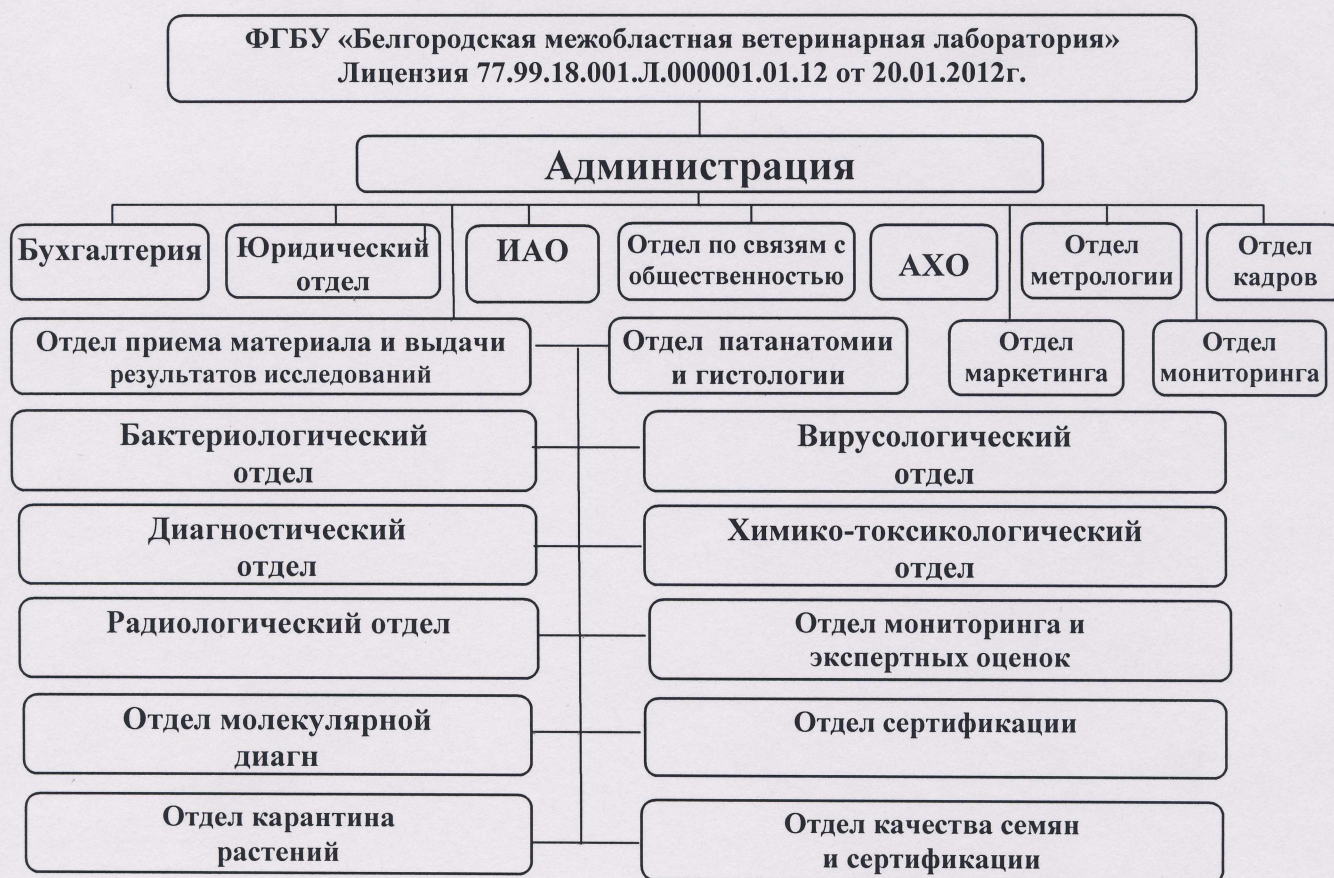 ФГБУ «Белгородская межобластная ветеринарная лаборатория»
Лицензия 77.99.18.001.Л.000001.01.12 от 20.01.2012г.
Администрация
Бухгалтерия
Юридический
отдел
ИАО
Отдел по связям с
общественностью
АХО
Отдел
метрологии
Отдел
кадров
Отдел приема материала и выдачи
результатов исследований
Отдел патанатомии
и гистологии
Отдел
маркетинга
Отдел
мониторинга
Бактериологический
отдел
Вирусологический
отдел
Диагностический
отдел
Химико-токсикологический
отдел
Радиологический отдел
Отдел мониторинга и
экспертных оценок
Отдел молекулярной
диагн
Отдел сертификации
Отдел карантина
растений
Отдел качества семян
и сертификации